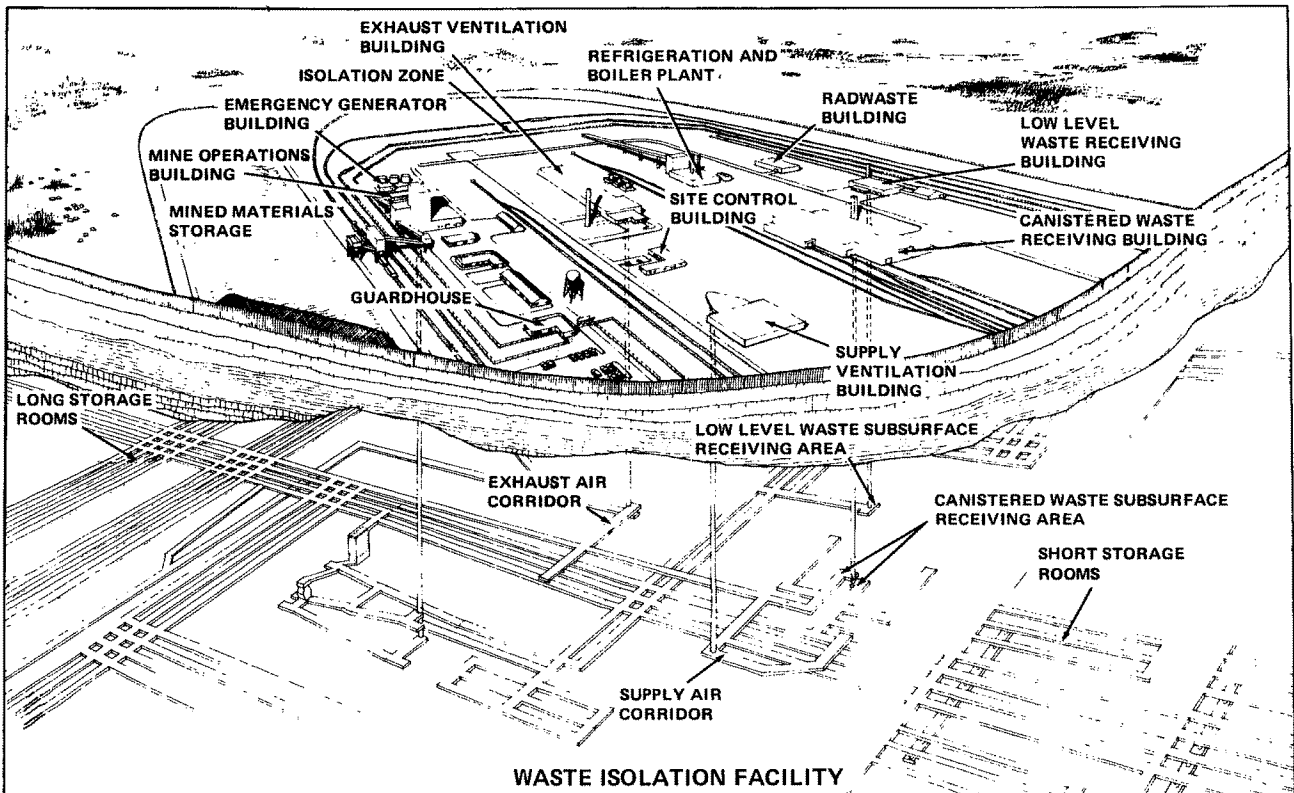 EXHAUST VENTILATION
BUILDING
ISOLATION ZONE
EMERGENCY GENERATOR
BUILDING
MINE OPERATIONS
BUILDING
MINED MATERIALS
STORAGE
REFRIGERATION AND
BOILER PLANT
RADWASTE
BUILDING
LOW LEVEL
WASTE RECEIVING
BUILDING
SITE CONTROL
BUILDING
CANISTERED WASTE
RECEIVING BUILDING
GUARDHOUSE
SUPPLY
VENTILATION
BUILDING
LONG STORAGE
ROOMS
LOW LEVEL WASTE SUBSURFACE
RECEIVING AREA
EXHAUST AIR
CORRIDOR
CANISTERED WASTE SUBSURFACE
RECEIVING AREA
SHORT STORAGE
ROOMS
SUPPLY AIR
CORRIDOR
WASTE ISOLATION FACILITY